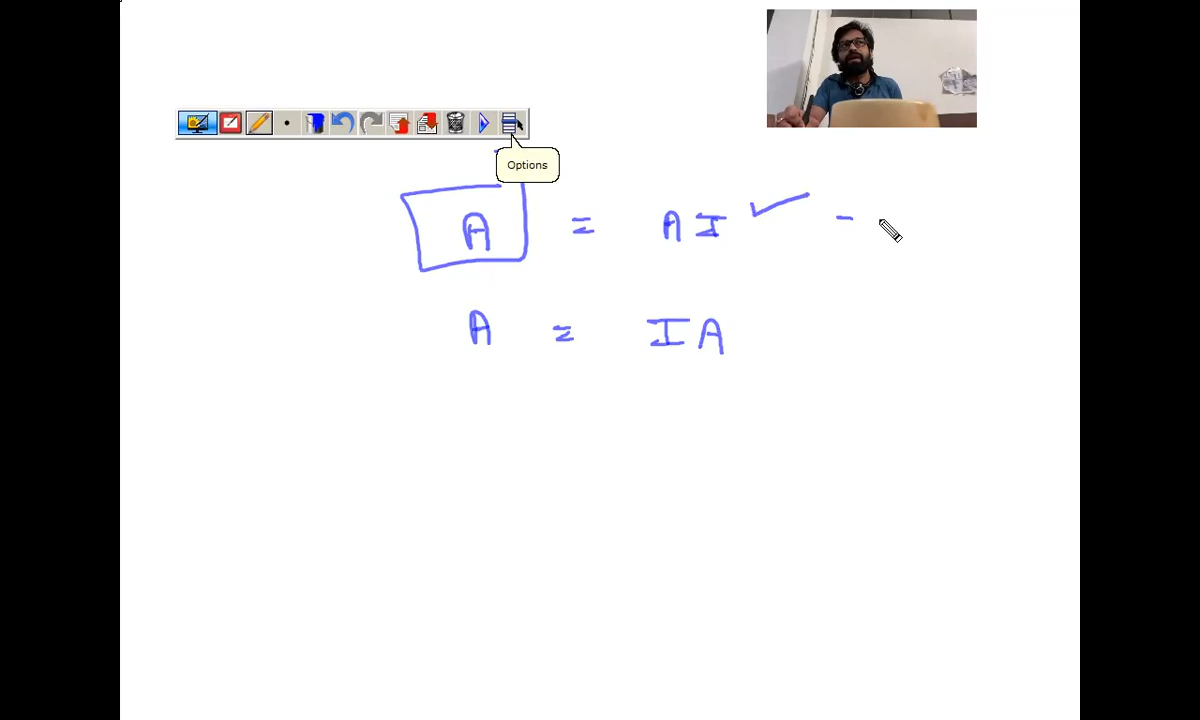 Options
A = AI ✓ -
A = IA